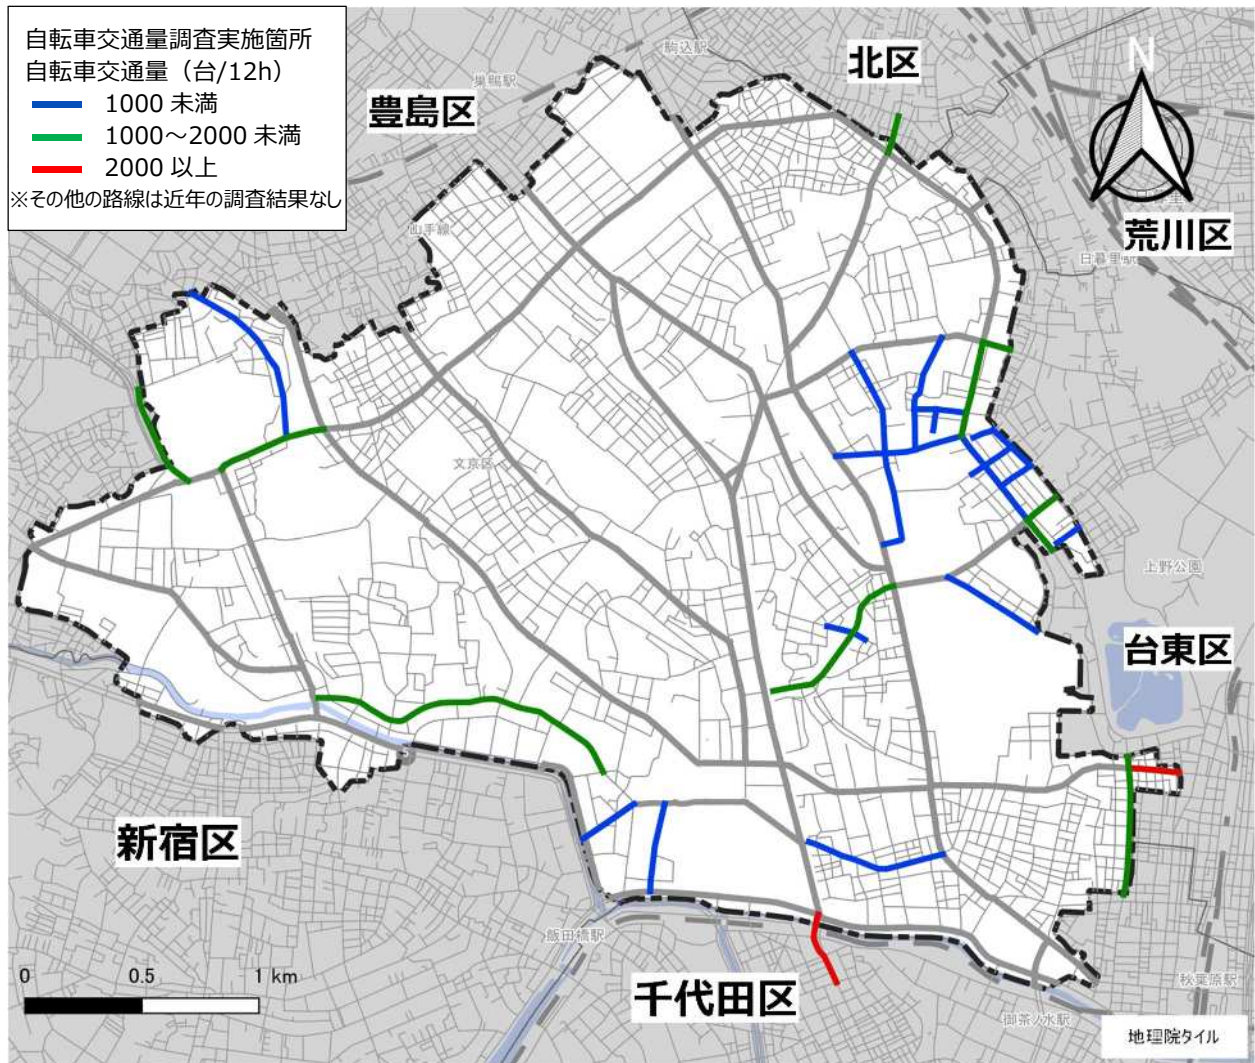 自転車交通量調査実施箇所
自転車交通量（台/12h）
1000 未満
1000～2000 未満
2000 以上
※その他の路線は近年の調査結果なし
駒込駅
北区
N
巣鴨駅
豊島区
荒川区
山手線
日暮里駅
文京区
上野公園
台東区
新宿区
飯田橋駅
千代田区
秋葉原駅
御茶ノ水駅
0 0.5 1 km
地理院タイル